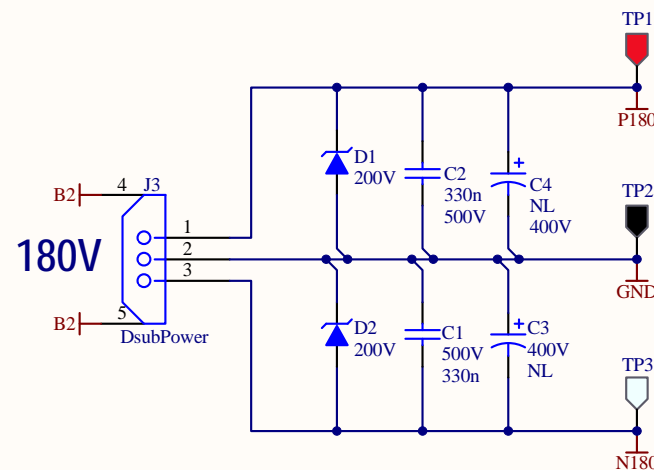 TP1
P180
D1
200V
C2
330n
500V
C4
NL
400V
TP2
B2
4
J3
1
2
3
180V
GND
B2
5
DsubPower
D2
200V
C1
500V
330n
C3
400V
NL
TP3
N180